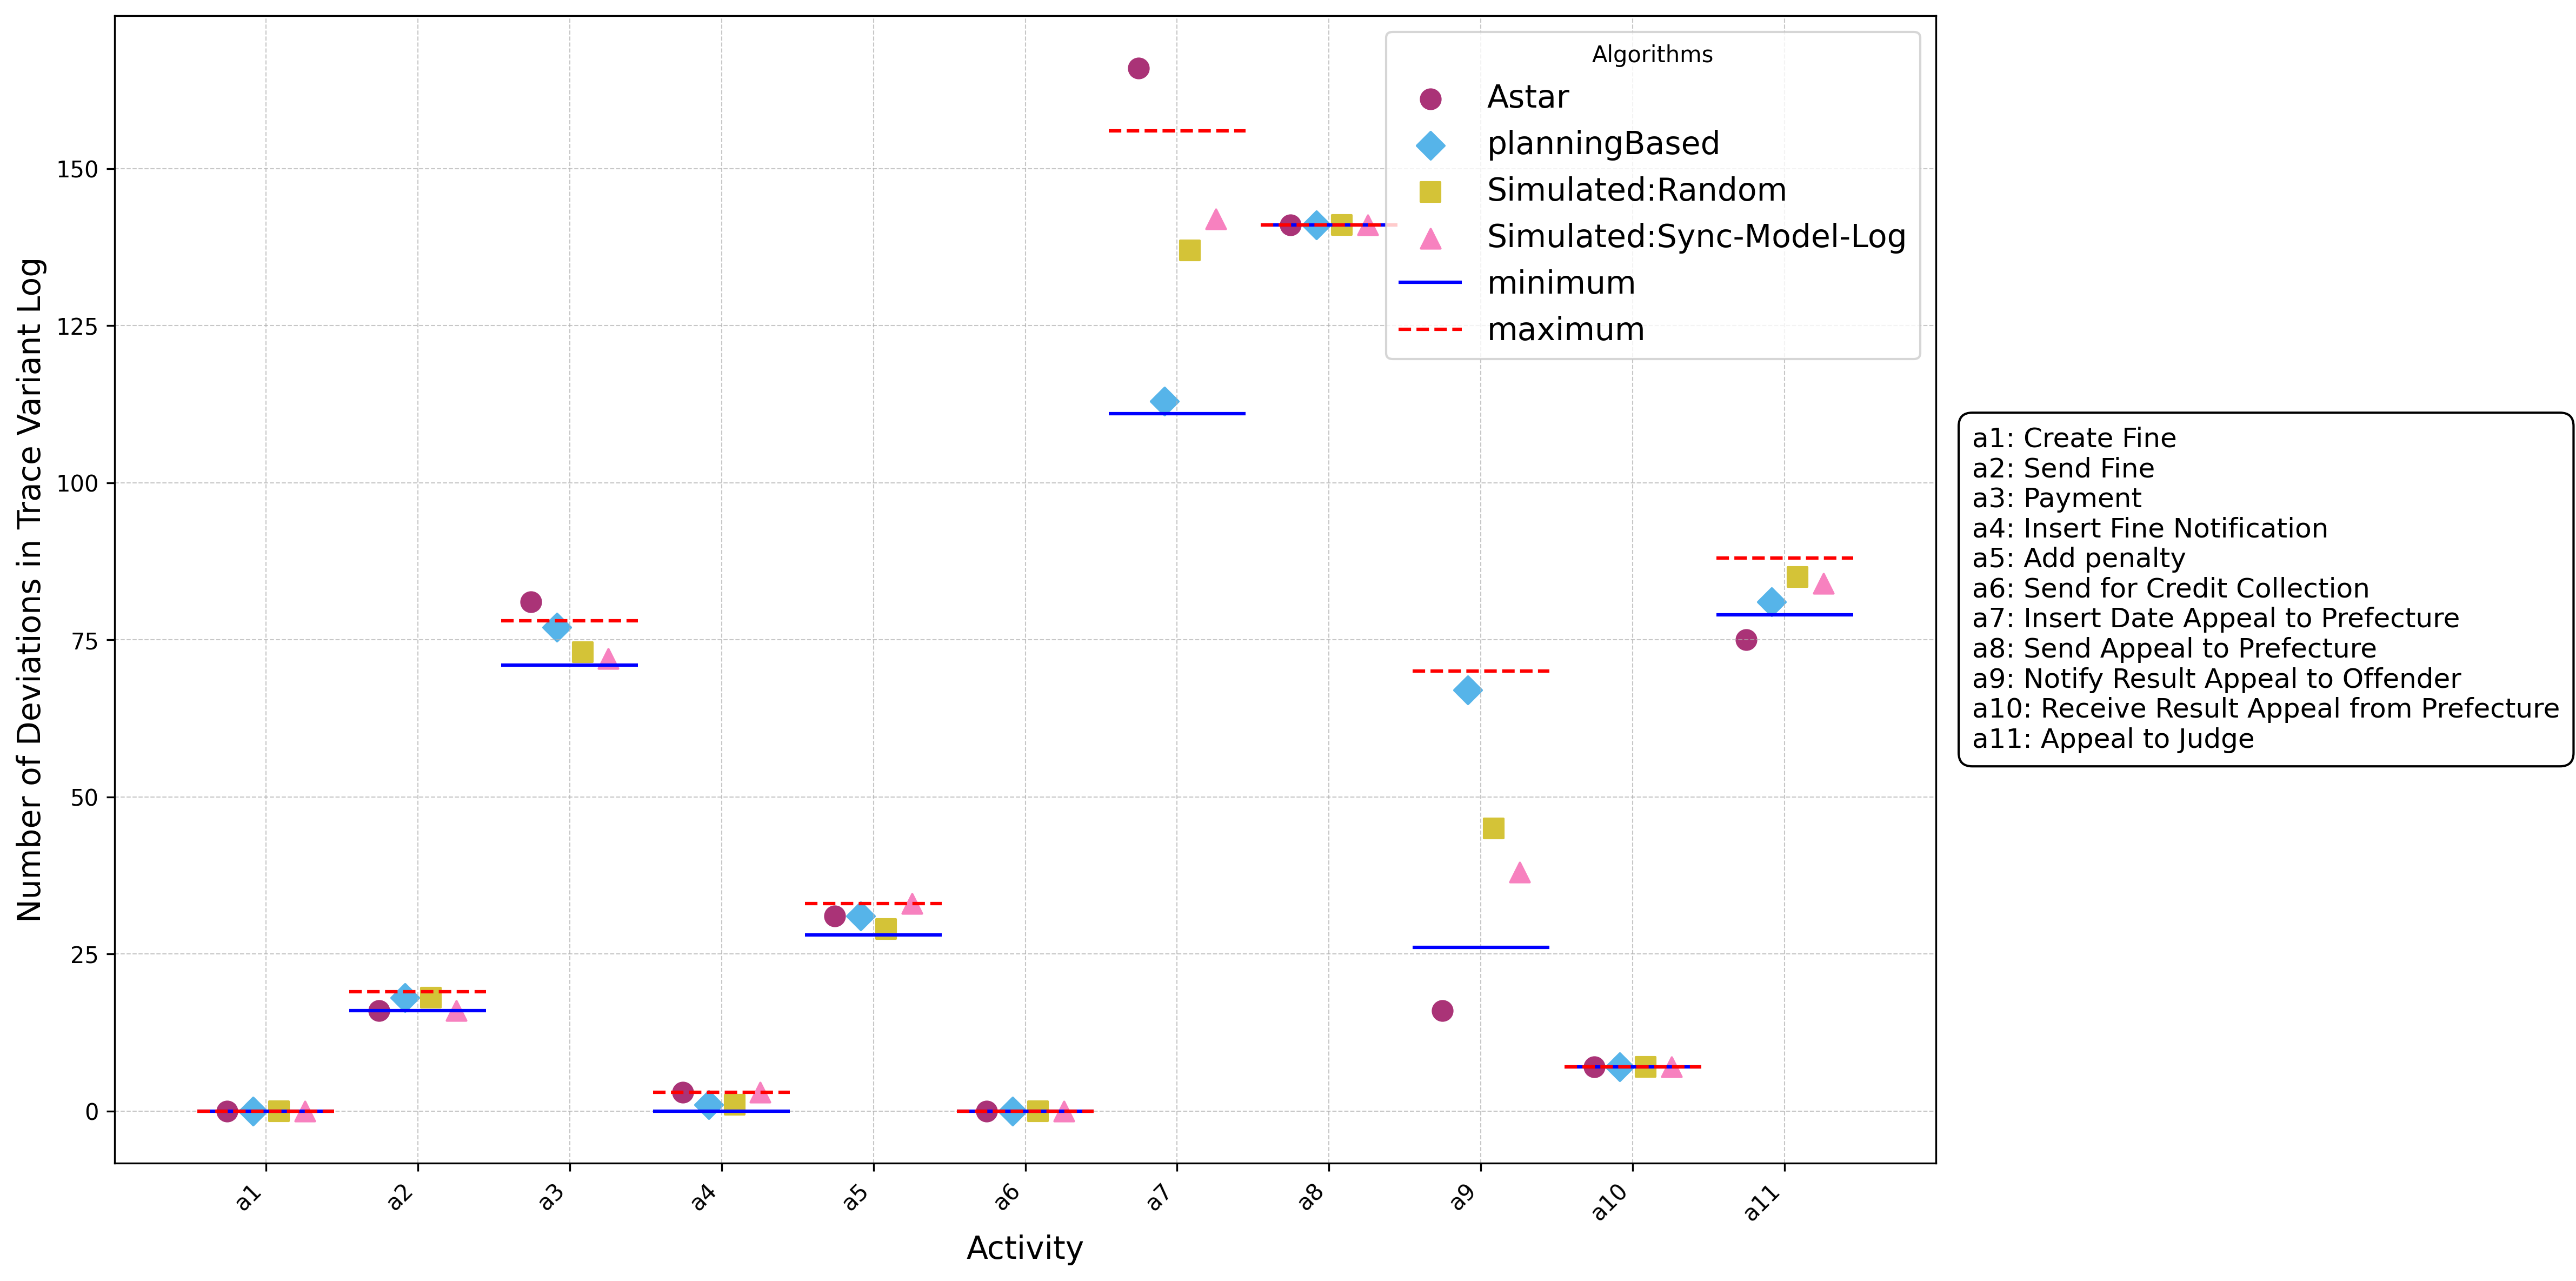 Number of Deviations in Trace Variant Log
150
125
100
75
50
25
0
a1
a2
a3
a4
a5
a6
a7
a8
a9
a10
a11
Activity
Algorithms
Astar
planningBased
Simulated:Random
Simulated:Sync-Model-Log
minimum
maximum
a1: Create Fine
a2: Send Fine
a3: Payment
a4: Insert Fine Notification
a5: Add penalty
a6: Send for Credit Collection
a7: Insert Date Appeal to Prefecture
a8: Send Appeal to Prefecture
a9: Notify Result Appeal to Offender
a10: Receive Result Appeal from Prefecture
a11: Appeal to Judge